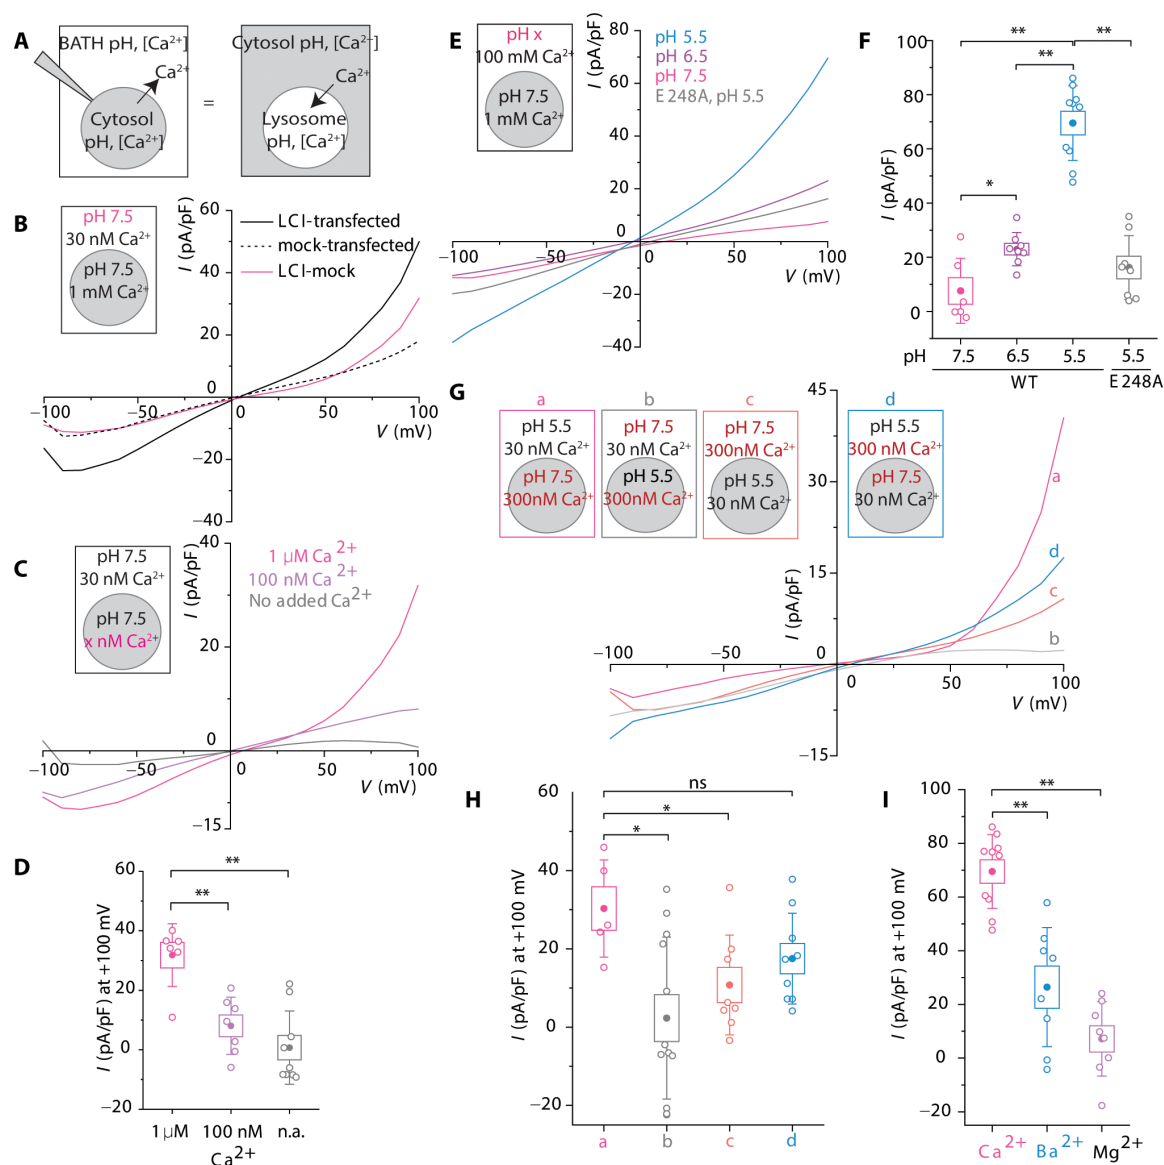 A
BATH pH, [Ca2+]
Ca2+
Cytosol
pH, [Ca2+]
=
Cytosol pH, [Ca2+]
Ca2+
Lysosome
pH, [Ca2+]
B
pH 7.5
30 nM Ca2+
pH 7.5
1 mM Ca2+
I (pA/pF)
60
40
20
0
−20
−40
−100
−50
0
50
100
V (mV)
LCI-transfected
mock-transfected
LCI-mock
C
pH 7.5
30 nM Ca2+
pH 7.5
x nM Ca2+
I (pA/pF)
40
20
0
−15
−100
−50
0
50
100
V (mV)
1 µM Ca 2+
100 nM Ca 2+
No added Ca2+
D
I (pA/pF) at +100 mV
60
40
20
0
−20
**
**
1 µM
100 nM
n.a.
Ca2+
E
pH x
100 mM Ca2+
pH 7.5
1 mM Ca2+
I (pA/pF)
80
60
40
20
0
−20
−40
−100
−50
0
50
100
V (mV)
pH 5.5
pH 6.5
pH 7.5
E248A, pH 5.5
F
I (pA/pF)
100
80
60
40
20
0
**
**
**
*
pH
7.5
6.5
5.5
5.5
WT
E248A
G
a
pH 5.5
30 nM Ca2+
pH 7.5
300nM Ca2+
b
pH 7.5
30 nM Ca2+
pH 5.5
300nM Ca2+
c
pH 7.5
300nM Ca2+
pH 5.5
30 nM Ca2+
d
pH 5.5
300 nM Ca2+
pH 7.5
30 nM Ca2+
I (pA/pF)
45
30
15
−15
−100
−50
0
50
100
V (mV)
a
d
c
b
H
I (pA/pF) at +100 mV
60
40
20
0
−20
ns
*
*
a
b
c
d
I
I (pA/pF) at +100 mV
100
80
60
40
20
0
−20
**
**
Ca2+
Ba2+
Mg2+